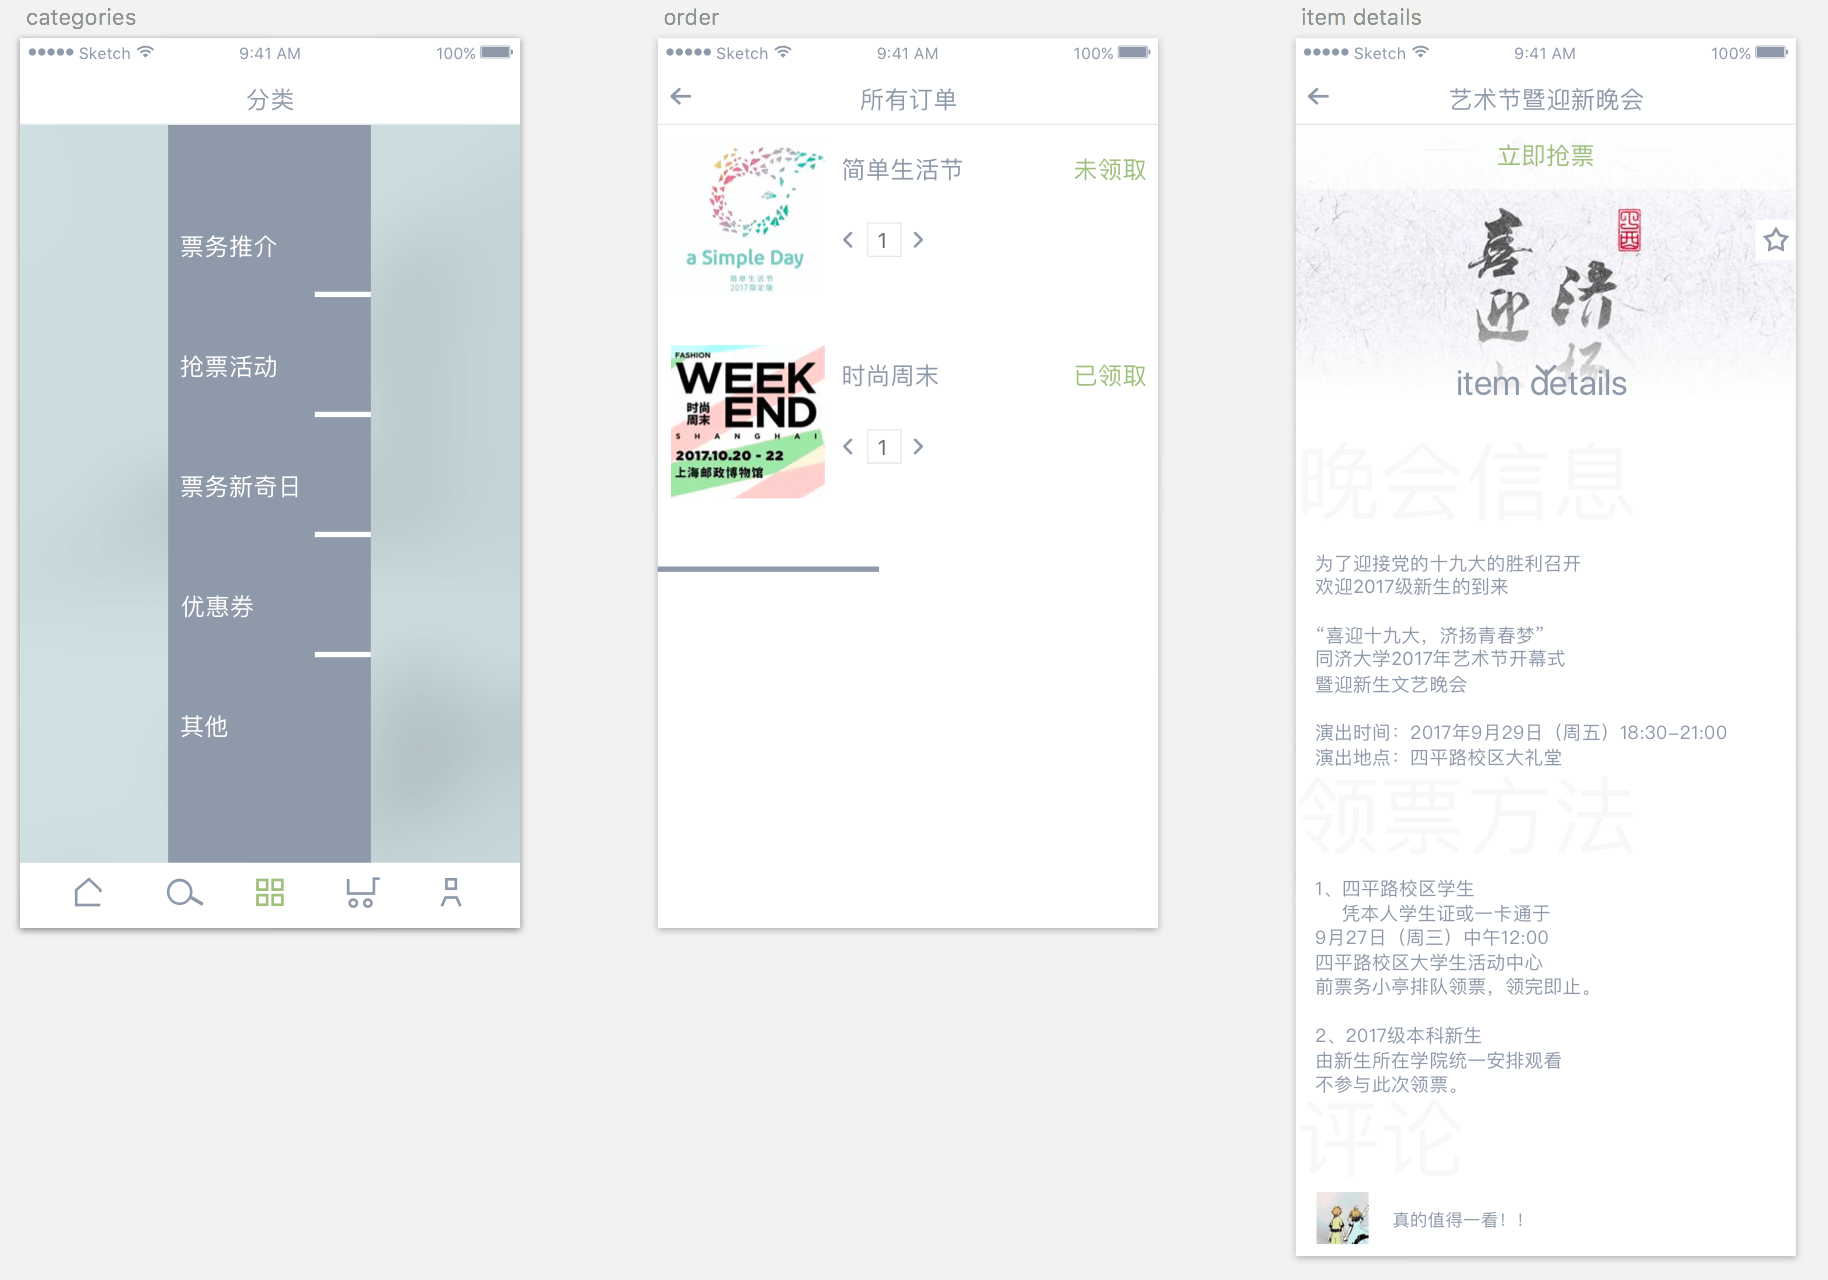 categories
●●●●● Sketch 9:41 AM 100%
分类
票务推介
抢票活动
票务新奇日
优惠券
其他
order
●●●●● Sketch 9:41 AM 100%
所有订单
a Simple Day
简单生活节
2017限定版
简单生活节
未领取
1
FASHION
WEEK
END
时尚
周末
SHANGHAI
2017.10.20 - 22
上海邮政博物馆
时尚周末
已领取
1
item details
●●●●● Sketch 9:41 AM 100%
艺术节暨迎新晚会
立即抢票
喜迎
济扬
item details
晚会信息
为了迎接党的十九大的胜利召开
欢迎2017级新生的到来
“喜迎十九大，济扬青春梦”
同济大学2017年艺术节开幕式
暨迎新生文艺晚会
演出时间：2017年9月29日（周五）18:30-21:00
演出地点：四平路校区大礼堂
领票方法
1、四平路校区学生
凭本人学生证或一卡通于
9月27日（周三）中午12:00
四平路校区大学生活动中心
前票务小亭排队领票，领完即止。
2、2017级本科新生
由新生所在学院统一安排观看
不参与此次领票。
评论
真的值得一看！！